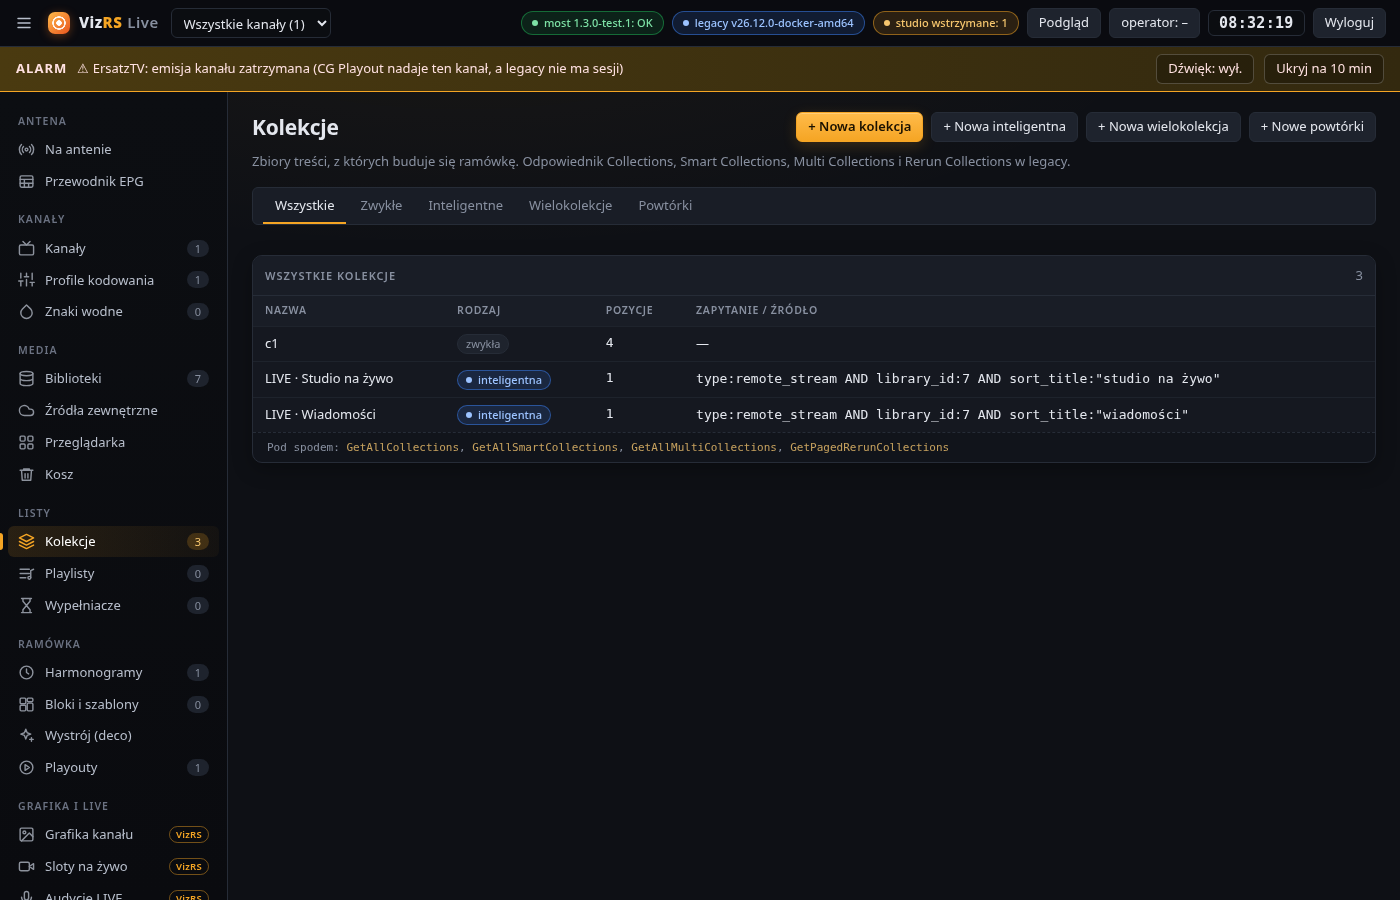 VizRS Live
Wszystkie kanały (1)
most 1.3.0-test.1: OK
legacy v26.12.0-docker-amd64
studio wstrzymane: 1
Podgląd
operator: –
08:32:19
Wyloguj
ALARM ⚠ ErsatzTV: emisja kanału zatrzymana (CG Playout nadaje ten kanał, a legacy nie ma sesji)
Dźwięk: wył.
Ukryj na 10 min
ANTENA
Na antenie
Przewodnik EPG
KANAŁY
Kanały 1
Profile kodowania 1
Znaki wodne 0
MEDIA
Biblioteki 7
Źródła zewnętrzne
Przeglądarka
Kosz
LISTY
Kolekcje 3
Playlisty 0
Wypełniacze 0
RAMÓWKA
Harmonogramy 1
Bloki i szablony 0
Wystrój (deco)
Playouty 1
GRAFIKA I LIVE
Grafika kanału VizRS
Sloty na żywo VizRS
Audycje LIVE VizRS
Kolekcje
+ Nowa kolekcja
+ Nowa inteligentna
+ Nowa wielokolekcja
+ Nowe powtórki
Zbiory treści, z których buduje się ramówkę. Odpowiednik Collections, Smart Collections, Multi Collections i Rerun Collections w legacy.
Wszystkie Zwykłe Inteligentne Wielokolekcje Powtórki
WSZYSTKIE KOLEKCJE 3
NAZWA RODZAJ POZYCJE ZAPYTANIE / ŹRÓDŁO
c1 zwykła 4 —
LIVE · Studio na żywo inteligentna 1 type:remote_stream AND library_id:7 AND sort_title:"studio na żywo"
LIVE · Wiadomości inteligentna 1 type:remote_stream AND library_id:7 AND sort_title:"wiadomości"
Pod spodem: GetAllCollections, GetAllSmartCollections, GetAllMultiCollections, GetPagedRerunCollections